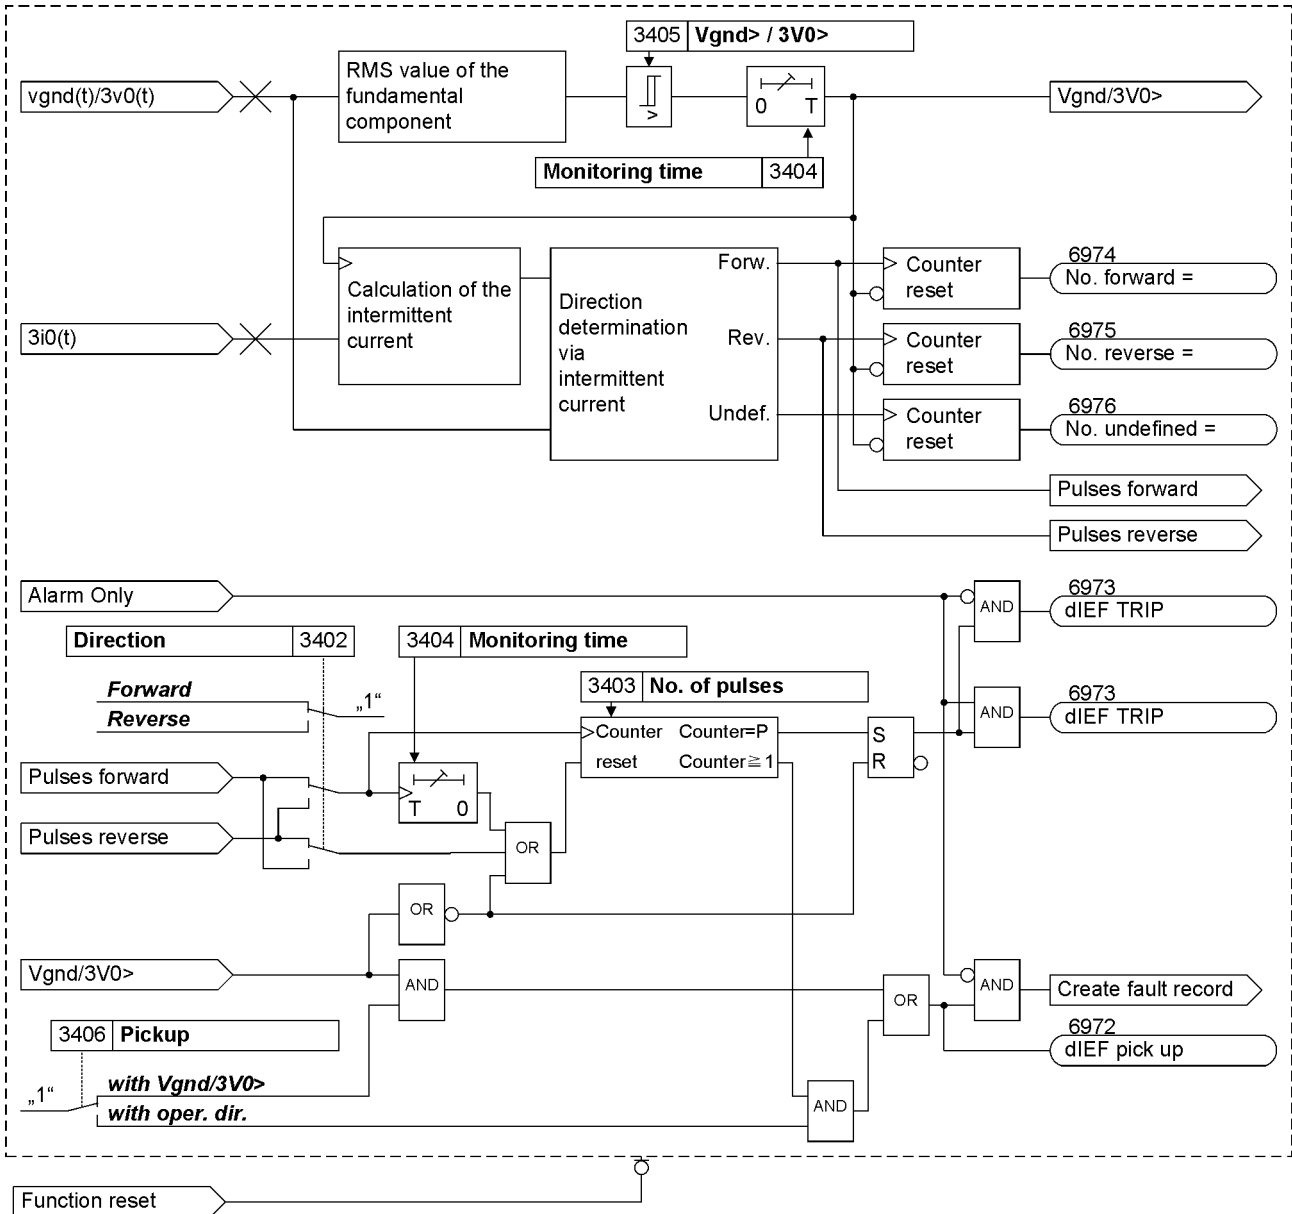 3405 Vgnd> / 3V0>
vgnd(t)/3v0(t)
RMS value of the
fundamental
component
>
0 T
Vgnd/3V0>
Monitoring time 3404
3i0(t)
Calculation of the
intermittent
current
Direction
determination
via
intermittent
current
Forw.
Rev.
Undef.
Counter
reset
6974
No. forward =
Counter
reset
6975
No. reverse =
Counter
reset
6976
No. undefined =
Pulses forward
Pulses reverse
Alarm Only
AND
6973
dIEF TRIP
Direction 3402
3404 Monitoring time
Forward
Reverse
„1“
3403 No. of pulses
Counter Counter=P
reset Counter≧1
S
R
AND
6973
dIEF TRIP
Pulses forward
T 0
Pulses reverse
OR
OR
Vgnd/3V0>
AND
OR
AND
Create fault record
6972
dIEF pick up
3406 Pickup
„1“
with Vgnd/3V0>
with oper. dir.
AND
Function reset